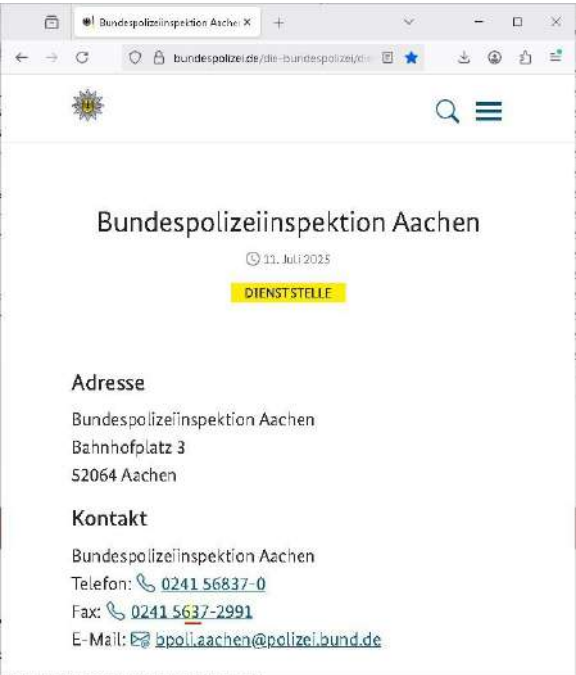 Bundespolizeiinspektion Aache
bundespolizei.de/die-bundespolizei/di
Bundespolizeiinspektion Aachen
11. Juli 2025
DIENSTSTELLE
Adresse
Bundespolizeiinspektion Aachen
Bahnhofplatz 3
52064 Aachen
Kontakt
Bundespolizeiinspektion Aachen
Telefon: 0241 56837-0
Fax: 0241 5637-2991
E-Mail: bpoli.aachen@polizei.bund.de